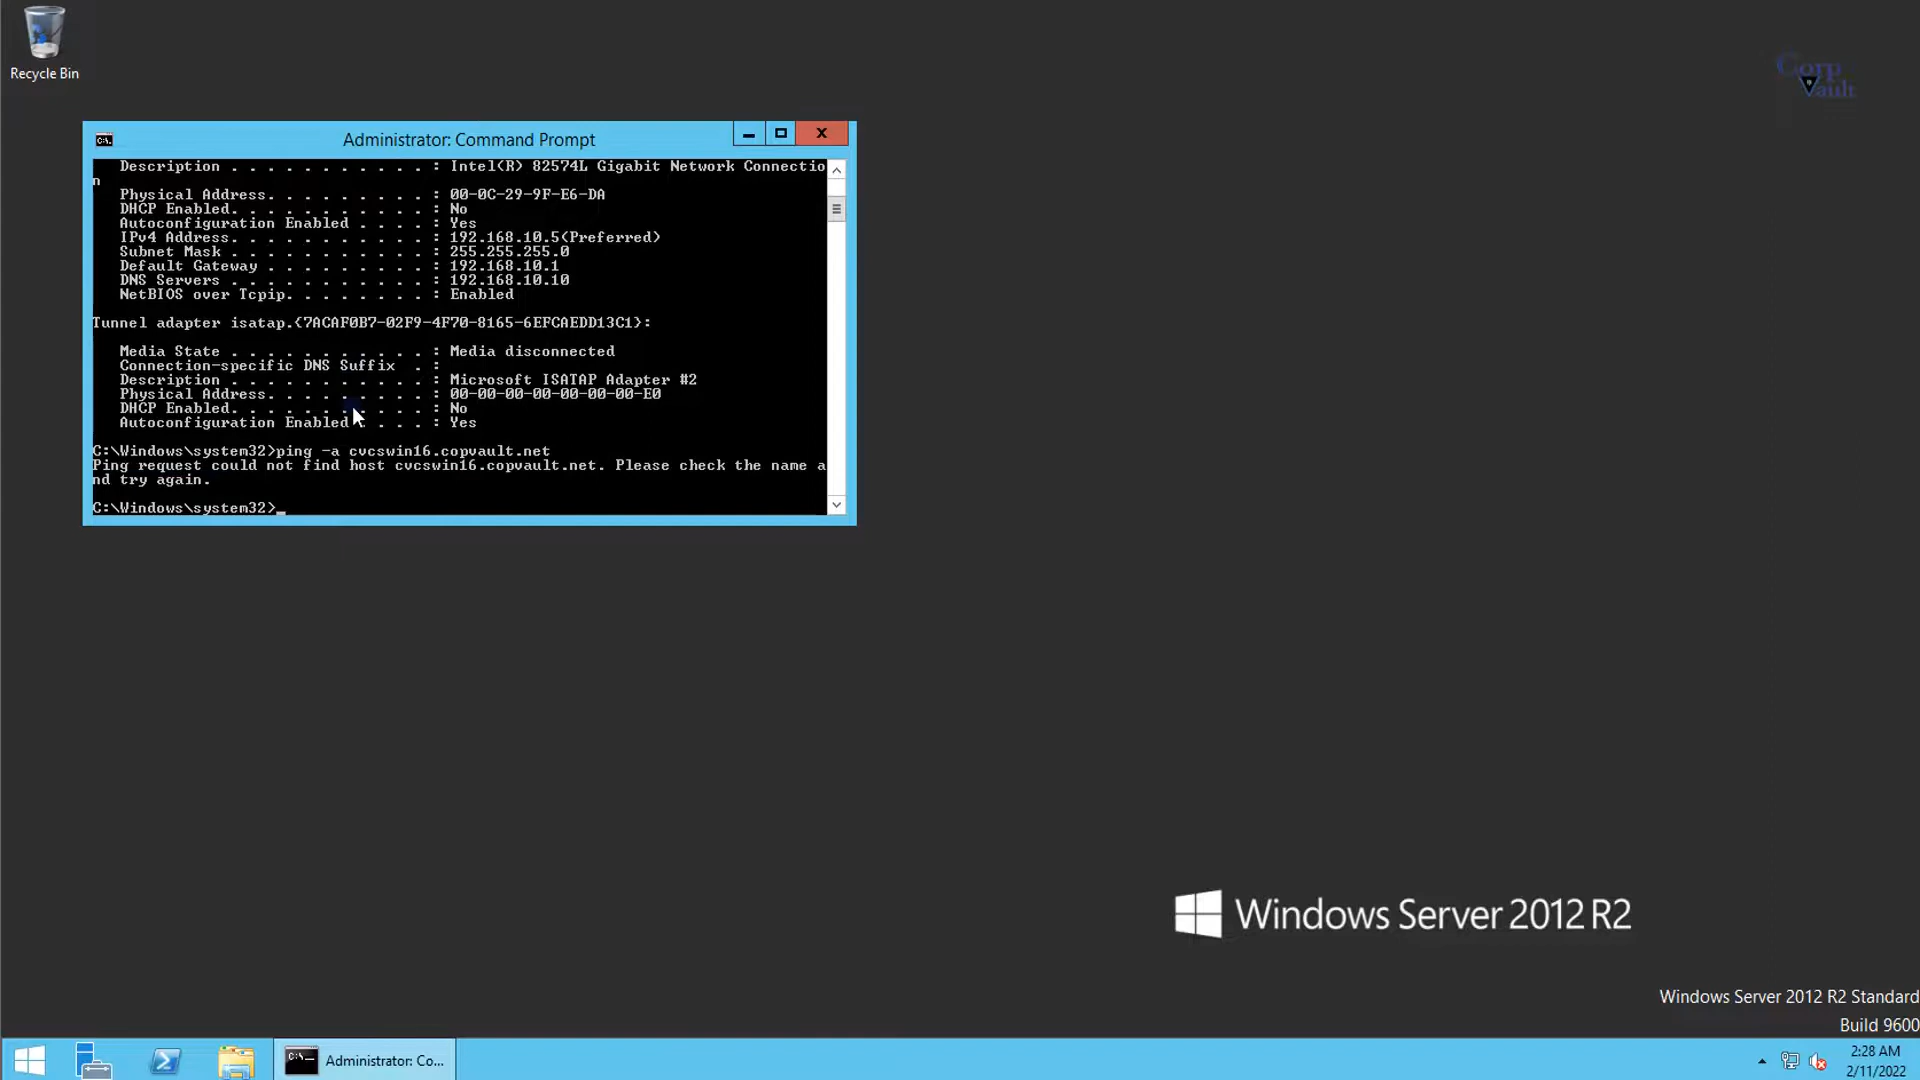 Recycle Bin
Corp
Vault
Administrator: Command Prompt
Description . . . . . . . . . . . : Intel(R) 82574L Gigabit Network Connectio
n
Physical Address. . . . . . . . . : 00-0C-29-9F-E6-DA
DHCP Enabled. . . . . . . . . . . : No
Autoconfiguration Enabled . . . . : Yes
IPv4 Address. . . . . . . . . . . : 192.168.10.5(Preferred)
Subnet Mask . . . . . . . . . . . : 255.255.255.0
Default Gateway . . . . . . . . . : 192.168.10.1
DNS Servers . . . . . . . . . . . : 192.168.10.10
NetBIOS over Tcpip. . . . . . . . : Enabled
Tunnel adapter isatap.{7ACAF0B7-02F9-4F70-8165-6EFCAEDD13C1}:
Media State . . . . . . . . . . . : Media disconnected
Connection-specific DNS Suffix  . :
Description . . . . . . . . . . . : Microsoft ISATAP Adapter #2
Physical Address. . . . . . . . . : 00-00-00-00-00-00-00-E0
DHCP Enabled. . . . . . . . . . . : No
Autoconfiguration Enabled . . . . : Yes
C:\Windows\system32>ping -a cvcswin16.copvault.net
Ping request could not find host cvcswin16.copvault.net. Please check the name a
nd try again.
C:\Windows\system32>_
Windows Server 2012 R2
Windows Server 2012 R2 Standard
Build 9600
Administrator: Co...
2:28 AM
2/11/2022